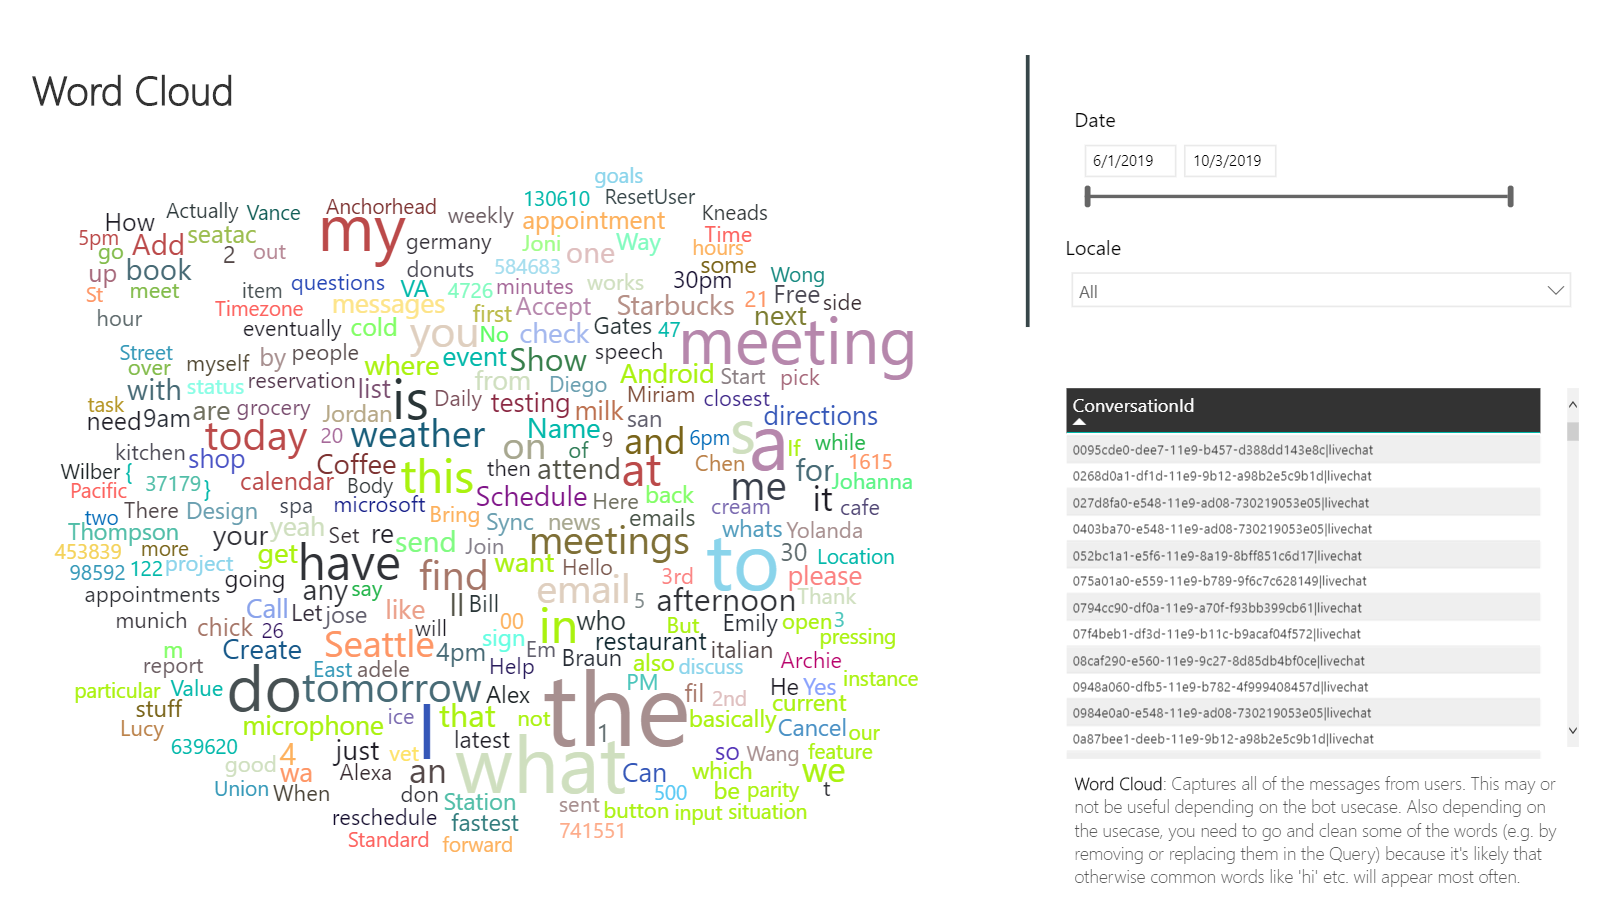 Word Cloud
goals
130610 ResetUser
Anchorhead
How Actually Vance my weekly appointment Kneads
5pm Add seatac germany Joni Way Time
go 2 out one hours
up book donuts 584683 some Wong
St meet item questions VA 4726 minutes works 30pm
hour Timezone messages first Accept Starbucks 21 Free side
eventually cold you No check Gates 47 next
meeting
Street over myself by people where event Show speech
task with status reservation list from Diego Android Start pick
need 9am are grocery Jordan is Daily testing milk san Miriam closest
today 20 weather on Name of 9 and 6pm s a If while directions
kitchen shop Coffee this then attend at Chen for 1615
Wilber { 37179 } calendar Body me Johanna
Pacific There Design spa microsoft Schedule Here back it cafe
two Bring cream
Thompson yeah Set re Sync news emails whats Yolanda
453839 more your send Join meetings 30 Location
98592 122 project get have want Hello to
appointments going any say find email 3rd please
Call Let jose like ll Bill 5 afternoon Thank
munich chick 26 will 00 in who But Emily open 3 pressing
m Create Seattle 4pm sign Em restaurant italian
report East adele Help Braun also discuss Archie
particular Value do tomorrow Alex the PM fil 2nd He Yes instance
stuff current
Lucy microphone ice I that not 1 basically Cancel our
639620 4 just vet latest what so Wang feature
good wa Alexa an Can which we
Union When don Station 500 be parity t
reschedule fastest sent button input situation
Standard forward 741551
Date
6/1/2019 10/3/2019
Locale
All
ConversationId
0095cde0-dee7-11e9-b457-d388dd143e8c|livechat
0268d0a1-df1d-11e9-9b12-a98b2e5c9b1d|livechat
027d8fa0-e548-11e9-ad08-730219053e05|livechat
0403ba70-e548-11e9-ad08-730219053e05|livechat
052bc1a1-e5f6-11e9-8a19-8bff851c6d17|livechat
075a01a0-e559-11e9-b789-9f6c7c628149|livechat
0794cc90-df0a-11e9-a70f-f93bb399cb61|livechat
07f4beb1-df3d-11e9-b11c-b9acaf04f572|livechat
08caf290-e560-11e9-9c27-8d85db4bf0ce|livechat
0948a060-dfb5-11e9-b782-4f999408457d|livechat
0984e0a0-e548-11e9-ad08-730219053e05|livechat
0a87bee1-deeb-11e9-9b12-a98b2e5c9b1d|livechat
Word Cloud: Captures all of the messages from users. This may or
not be useful depending on the bot usecase. Also depending on
the usecase, you need to go and clean some of the words (e.g. by
removing or replacing them in the Query) because it's likely that
otherwise common words like 'hi' etc. will appear most often.